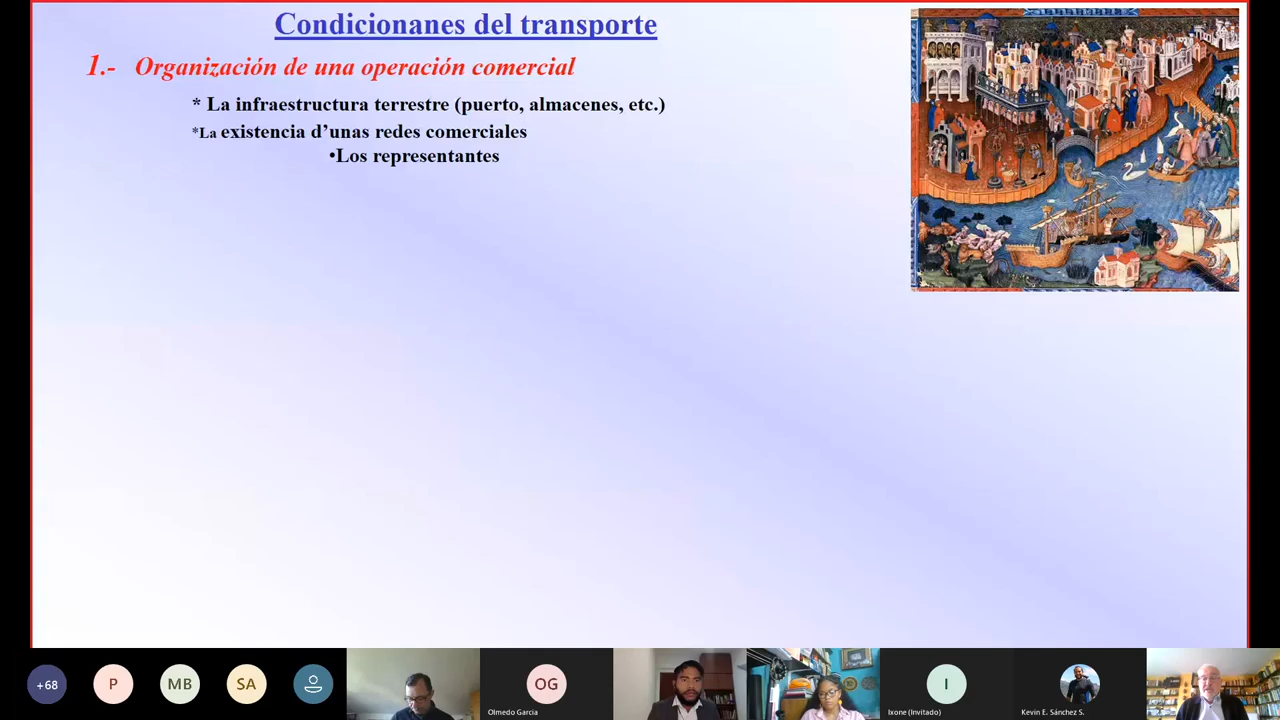 Condicionanes del transporte
1.- Organización de una operación comercial
* La infraestructura terrestre (puerto, almacenes, etc.)
*La existencia d’unas redes comerciales
•Los representantes
+68
P
MB
SA
OG
Olmedo Garcia
I
Ixone (Invitado)
Kevin E. Sánchez S.